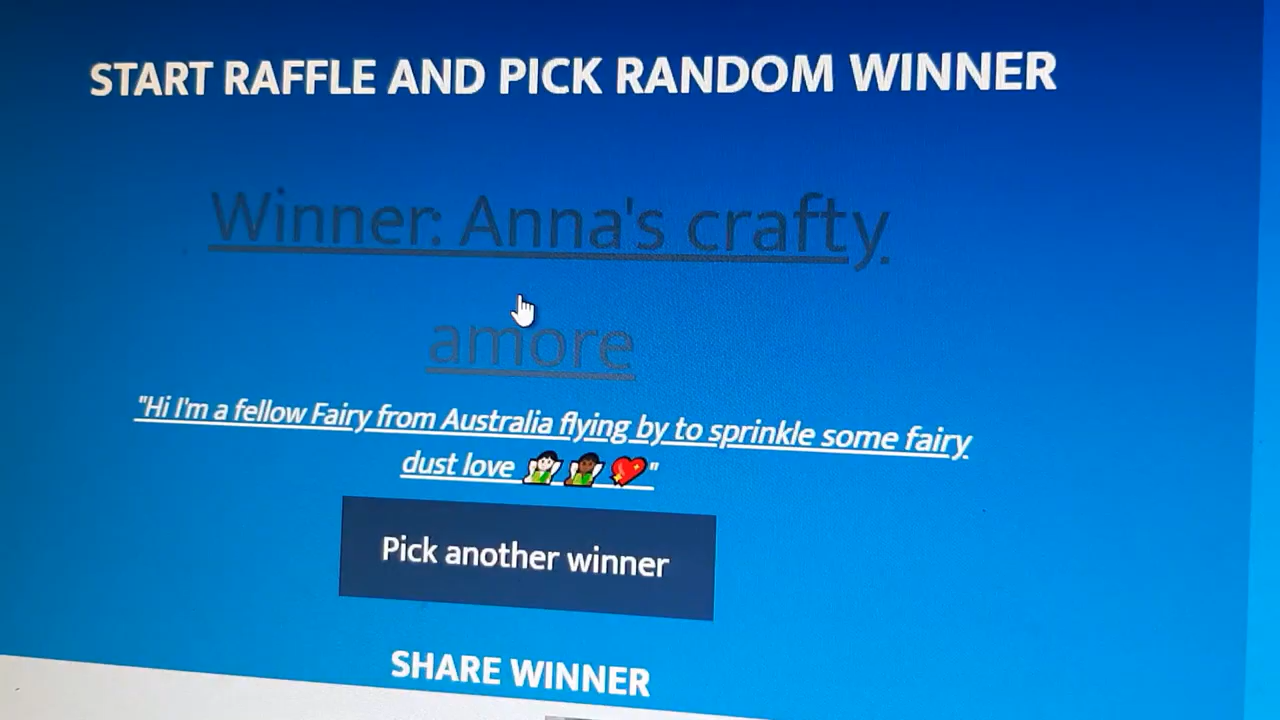 START RAFFLE AND PICK RANDOM WINNER
Winner: Anna's crafty
amore
"Hi I'm a fellow Fairy from Australia flying by to sprinkle some fairy
dust love 🧚🏻🧚🏾💖"
Pick another winner
SHARE WINNER